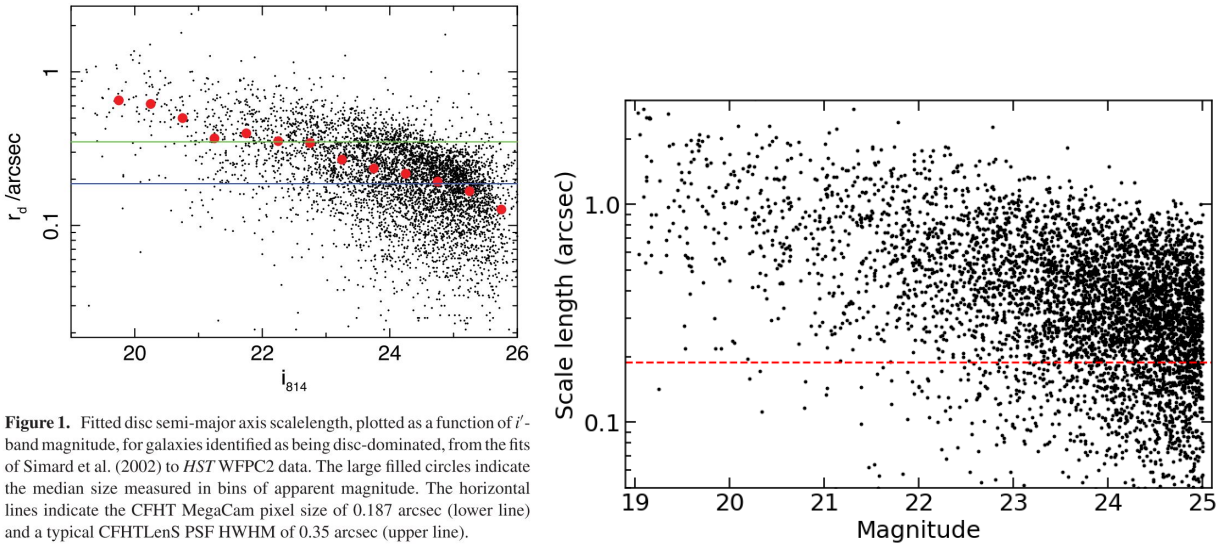 1
0.1
r_d /arcsec
20
22
24
26
i_814
Figure 1. Fitted disc semi-major axis scalelength, plotted as a function of i′-
band magnitude, for galaxies identified as being disc-dominated, from the fits
of Simard et al. (2002) to HST WFPC2 data. The large filled circles indicate
the median size measured in bins of apparent magnitude. The horizontal
lines indicate the CFHT MegaCam pixel size of 0.187 arcsec (lower line)
and a typical CFHTLenS PSF HWHM of 0.35 arcsec (upper line).
1.0
0.1
Scale length (arcsec)
19
20
21
22
23
24
25
Magnitude